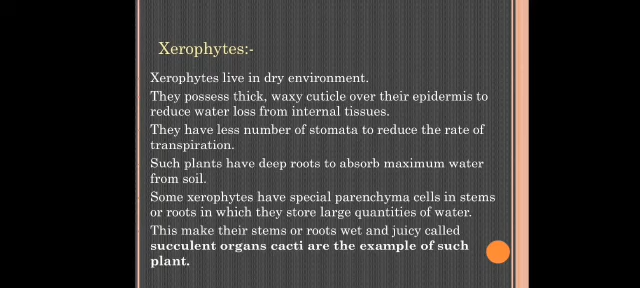 Xerophytes:-
Xerophytes live in dry environment.
They possess thick, waxy cuticle over their epidermis to
reduce water loss from internal tissues.
They have less number of stomata to reduce the rate of
transpiration.
Such plants have deep roots to absorb maximum water
from soil.
Some xerophytes have special parenchyma cells in stems
or roots in which they store large quantities of water.
This make their stems or roots wet and juicy called
succulent organs cacti are the example of such
plant.